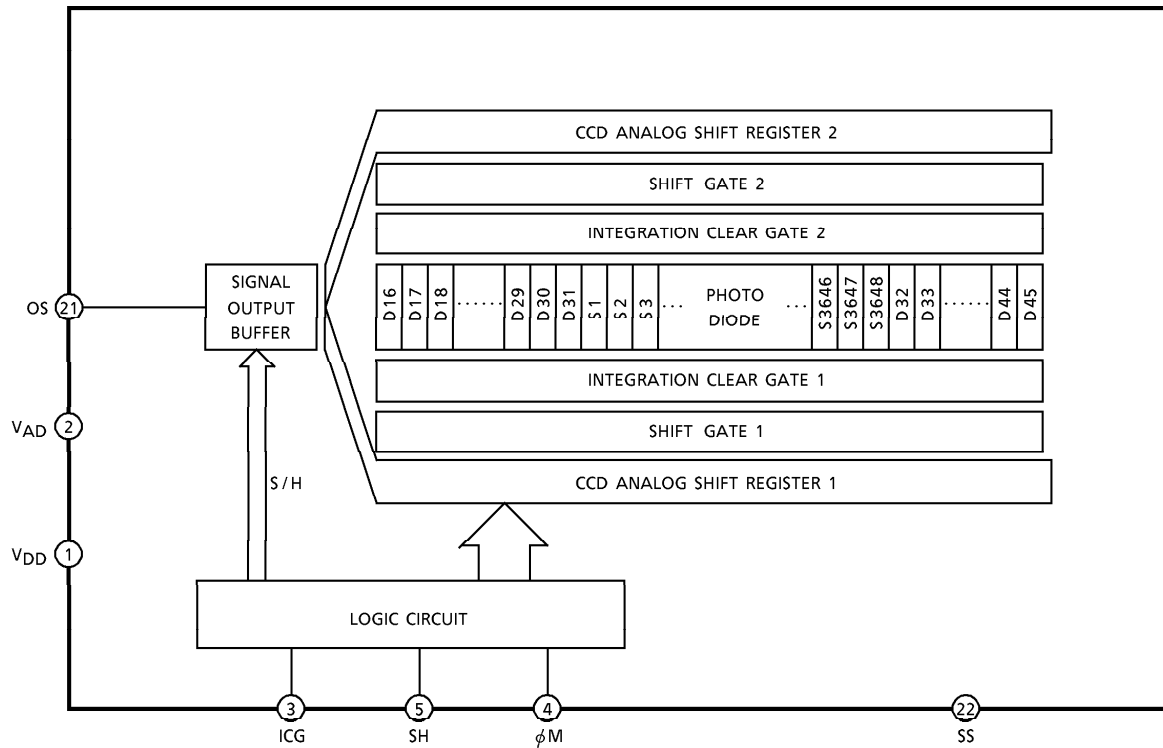 CCD ANALOG SHIFT REGISTER 2
SHIFT GATE 2
INTEGRATION CLEAR GATE 2
OS 21
SIGNAL
OUTPUT
BUFFER
D16
D17
D18
......
D29
D30
D31
S1
S2
S3
...
PHOTO
DIODE
...
S3646
S3647
S3648
D32
D33
......
D44
D45
INTEGRATION CLEAR GATE 1
VAD 2
SHIFT GATE 1
S/H
CCD ANALOG SHIFT REGISTER 1
VDD 1
LOGIC CIRCUIT
3
5
4
22
ICG
SH
ϕM
SS